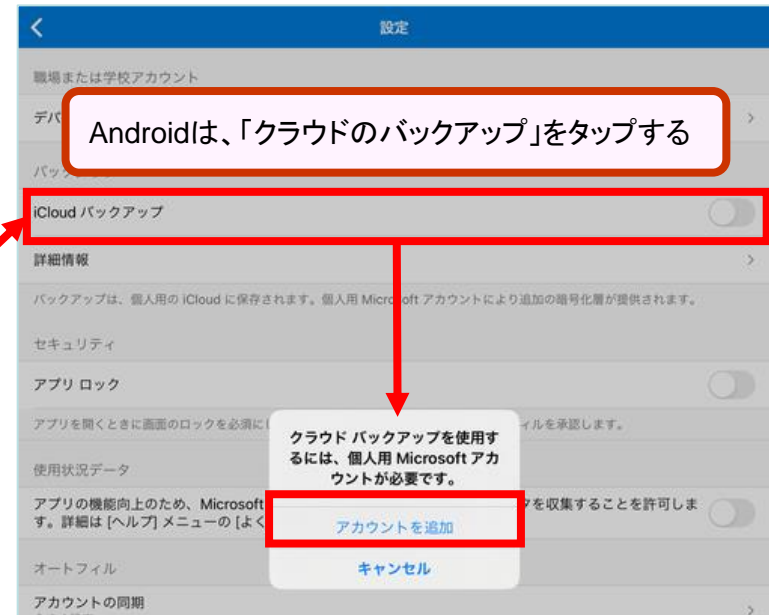 設定
職場または学校アカウント
デバ
Androidは、「クラウドのバックアップ」をタップする
iCloud バックアップ
詳細情報
バックアップは、個人用の iCloud に保存されます。個人用 Microsoft アカウントにより追加の暗号化層が提供されます。
セキュリティ
アプリ ロック
アプリを開くときに画面のロックを必須に
ィルを承認します。
クラウド バックアップを使用す
るには、個人用 Microsoft アカ
ウントが必要です。
使用状況データ
アプリの機能向上のため、Microsoft
を収集することを許可しま
す。詳細は [ヘルプ] メニューの [よく
アカウントを追加
キャンセル
オートフィル
アカウントの同期